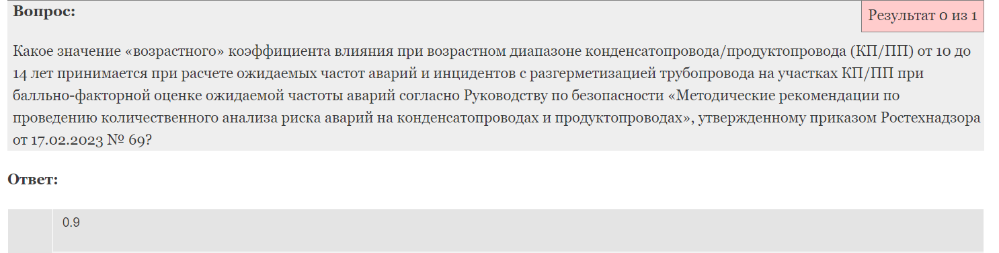 Вопрос:
Результат 0 из 1
Какое значение «возрастного» коэффициента влияния при возрастном диапазоне конденсатопровода/продуктопровода (КП/ПП) от 10 до
14 лет принимается при расчете ожидаемых частот аварий и инцидентов с разгерметизацией трубопровода на участках КП/ПП при
балльно-факторной оценке ожидаемой частоты аварий согласно Руководству по безопасности «Методические рекомендации по
проведению количественного анализа риска аварий на конденсатопроводах и продуктопроводах», утвержденному приказом Ростехнадзора
от 17.02.2023 № 69?
Ответ:
0.9